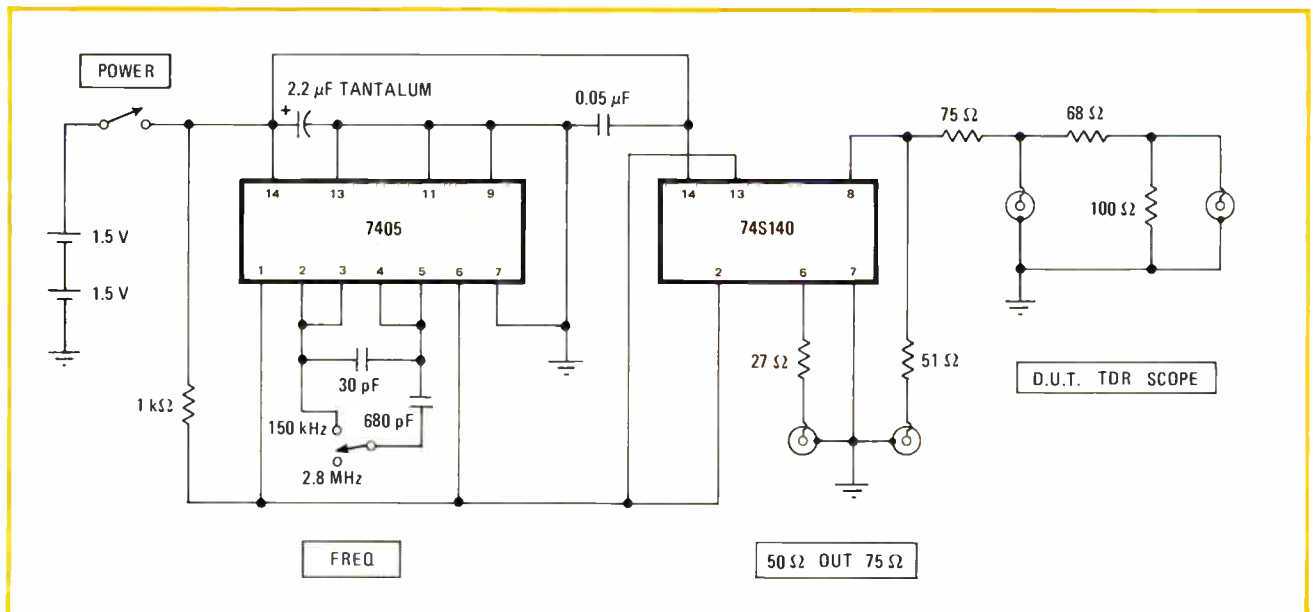 POWER
2.2 μF TANTALUM
+
0.05 μF
75 Ω
68 Ω
14
13
11
9
14
13
8
7405
74S140
100 Ω
1.5 V
1.5 V
1
2
3
4
5
6
7
2
6
7
30 pF
27 Ω
51 Ω
1 kΩ
680 pF
150 kHz
2.8 MHz
D.U.T. TDR SCOPE
FREQ
50 Ω OUT 75 Ω